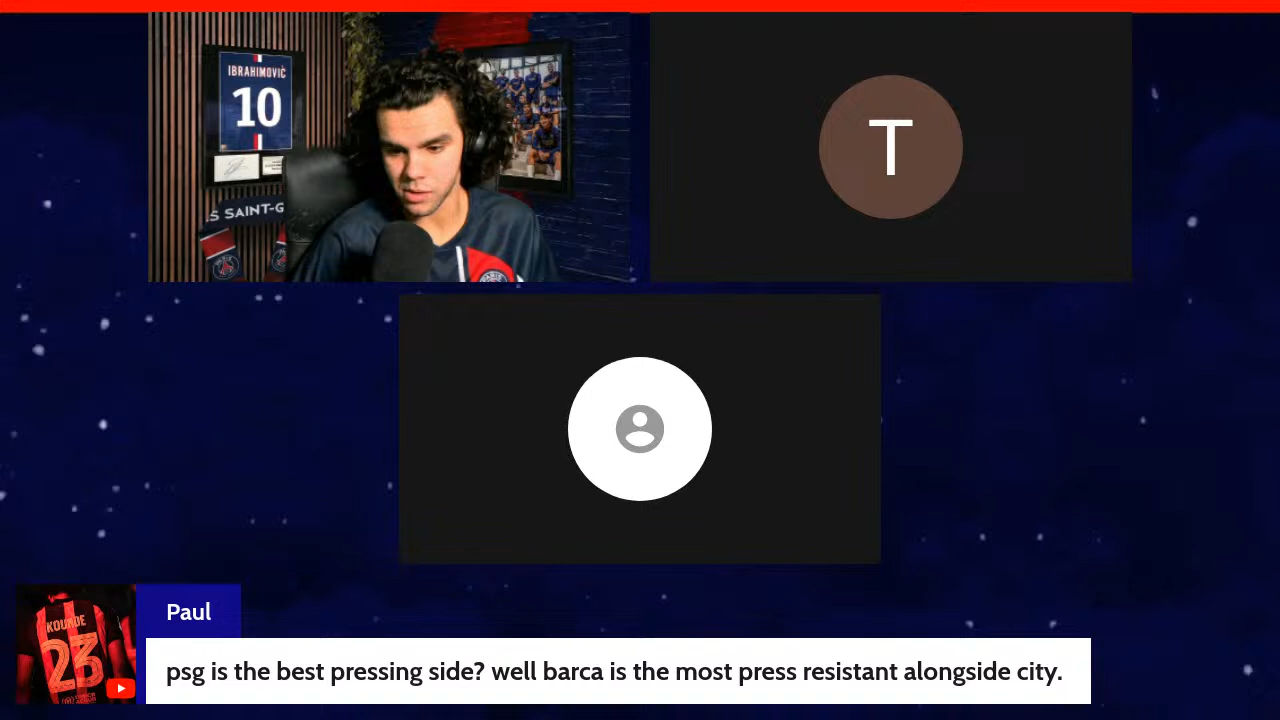 IBRAHIMOVIĆ
10
S SAINT-G
T
KOUNDE
23
Paul
psg is the best pressing side? well barca is the most press resistant alongside city.